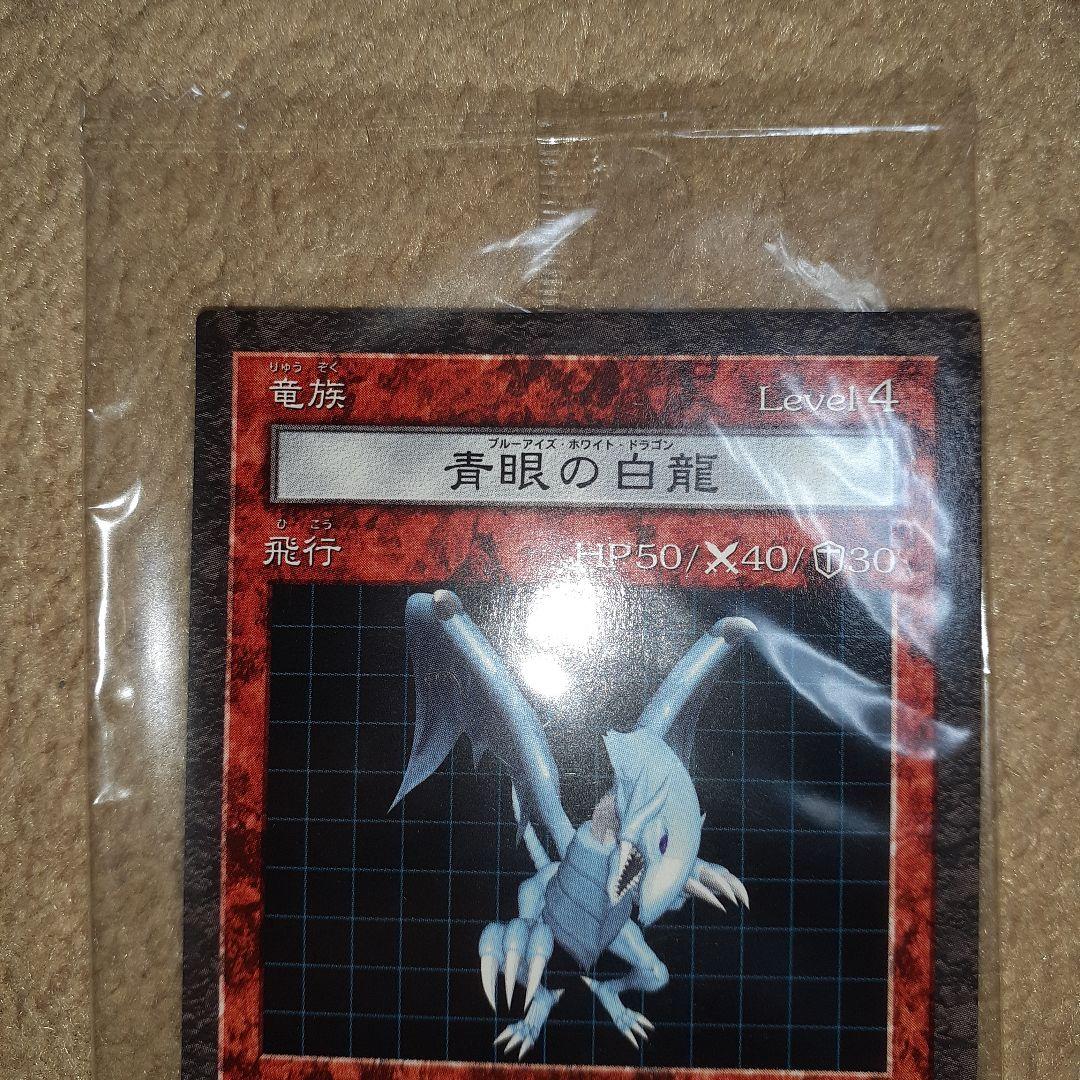 りゅう ぞく
竜族
Level 4
ブルーアイズ・ホワイト・ドラゴン
青眼の白龍
ひ こう
飛行
HP50/40/30